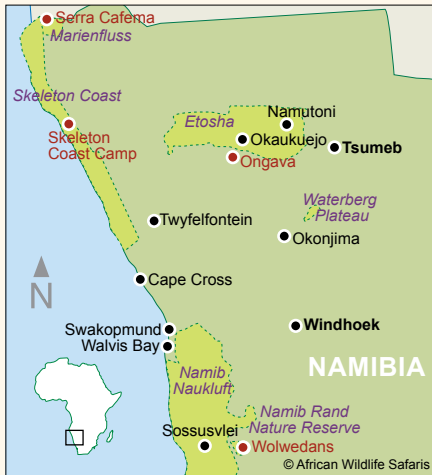 Serra Cafema
Marienfluss
Skeleton Coast
Skeleton
Coast Camp
Namutoni
Etosha
Okaukuejo
Tsumeb
Ongava
Waterberg
Plateau
Twyfelfontein
Okonjima
Cape Cross
Swakopmund
Windhoek
Walvis Bay
NAMIBIA
Namib
Naukluft
Namib Rand
Nature Reserve
Sossusvlei
Wolwedans
N
© African Wildlife Safaris